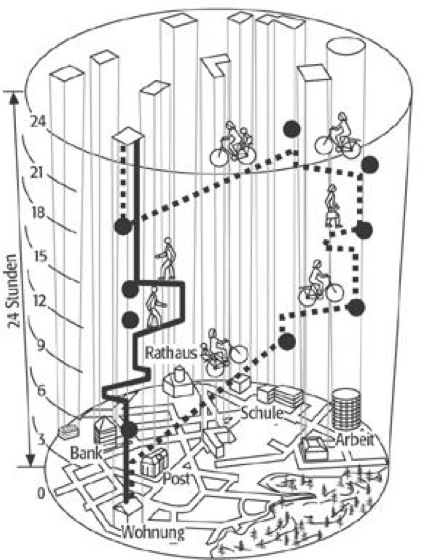 24
21
18
15
12
9
6
3
0
24 Stunden
Rathaus
Schule
Bank
Arbeit
Post
Wohnung